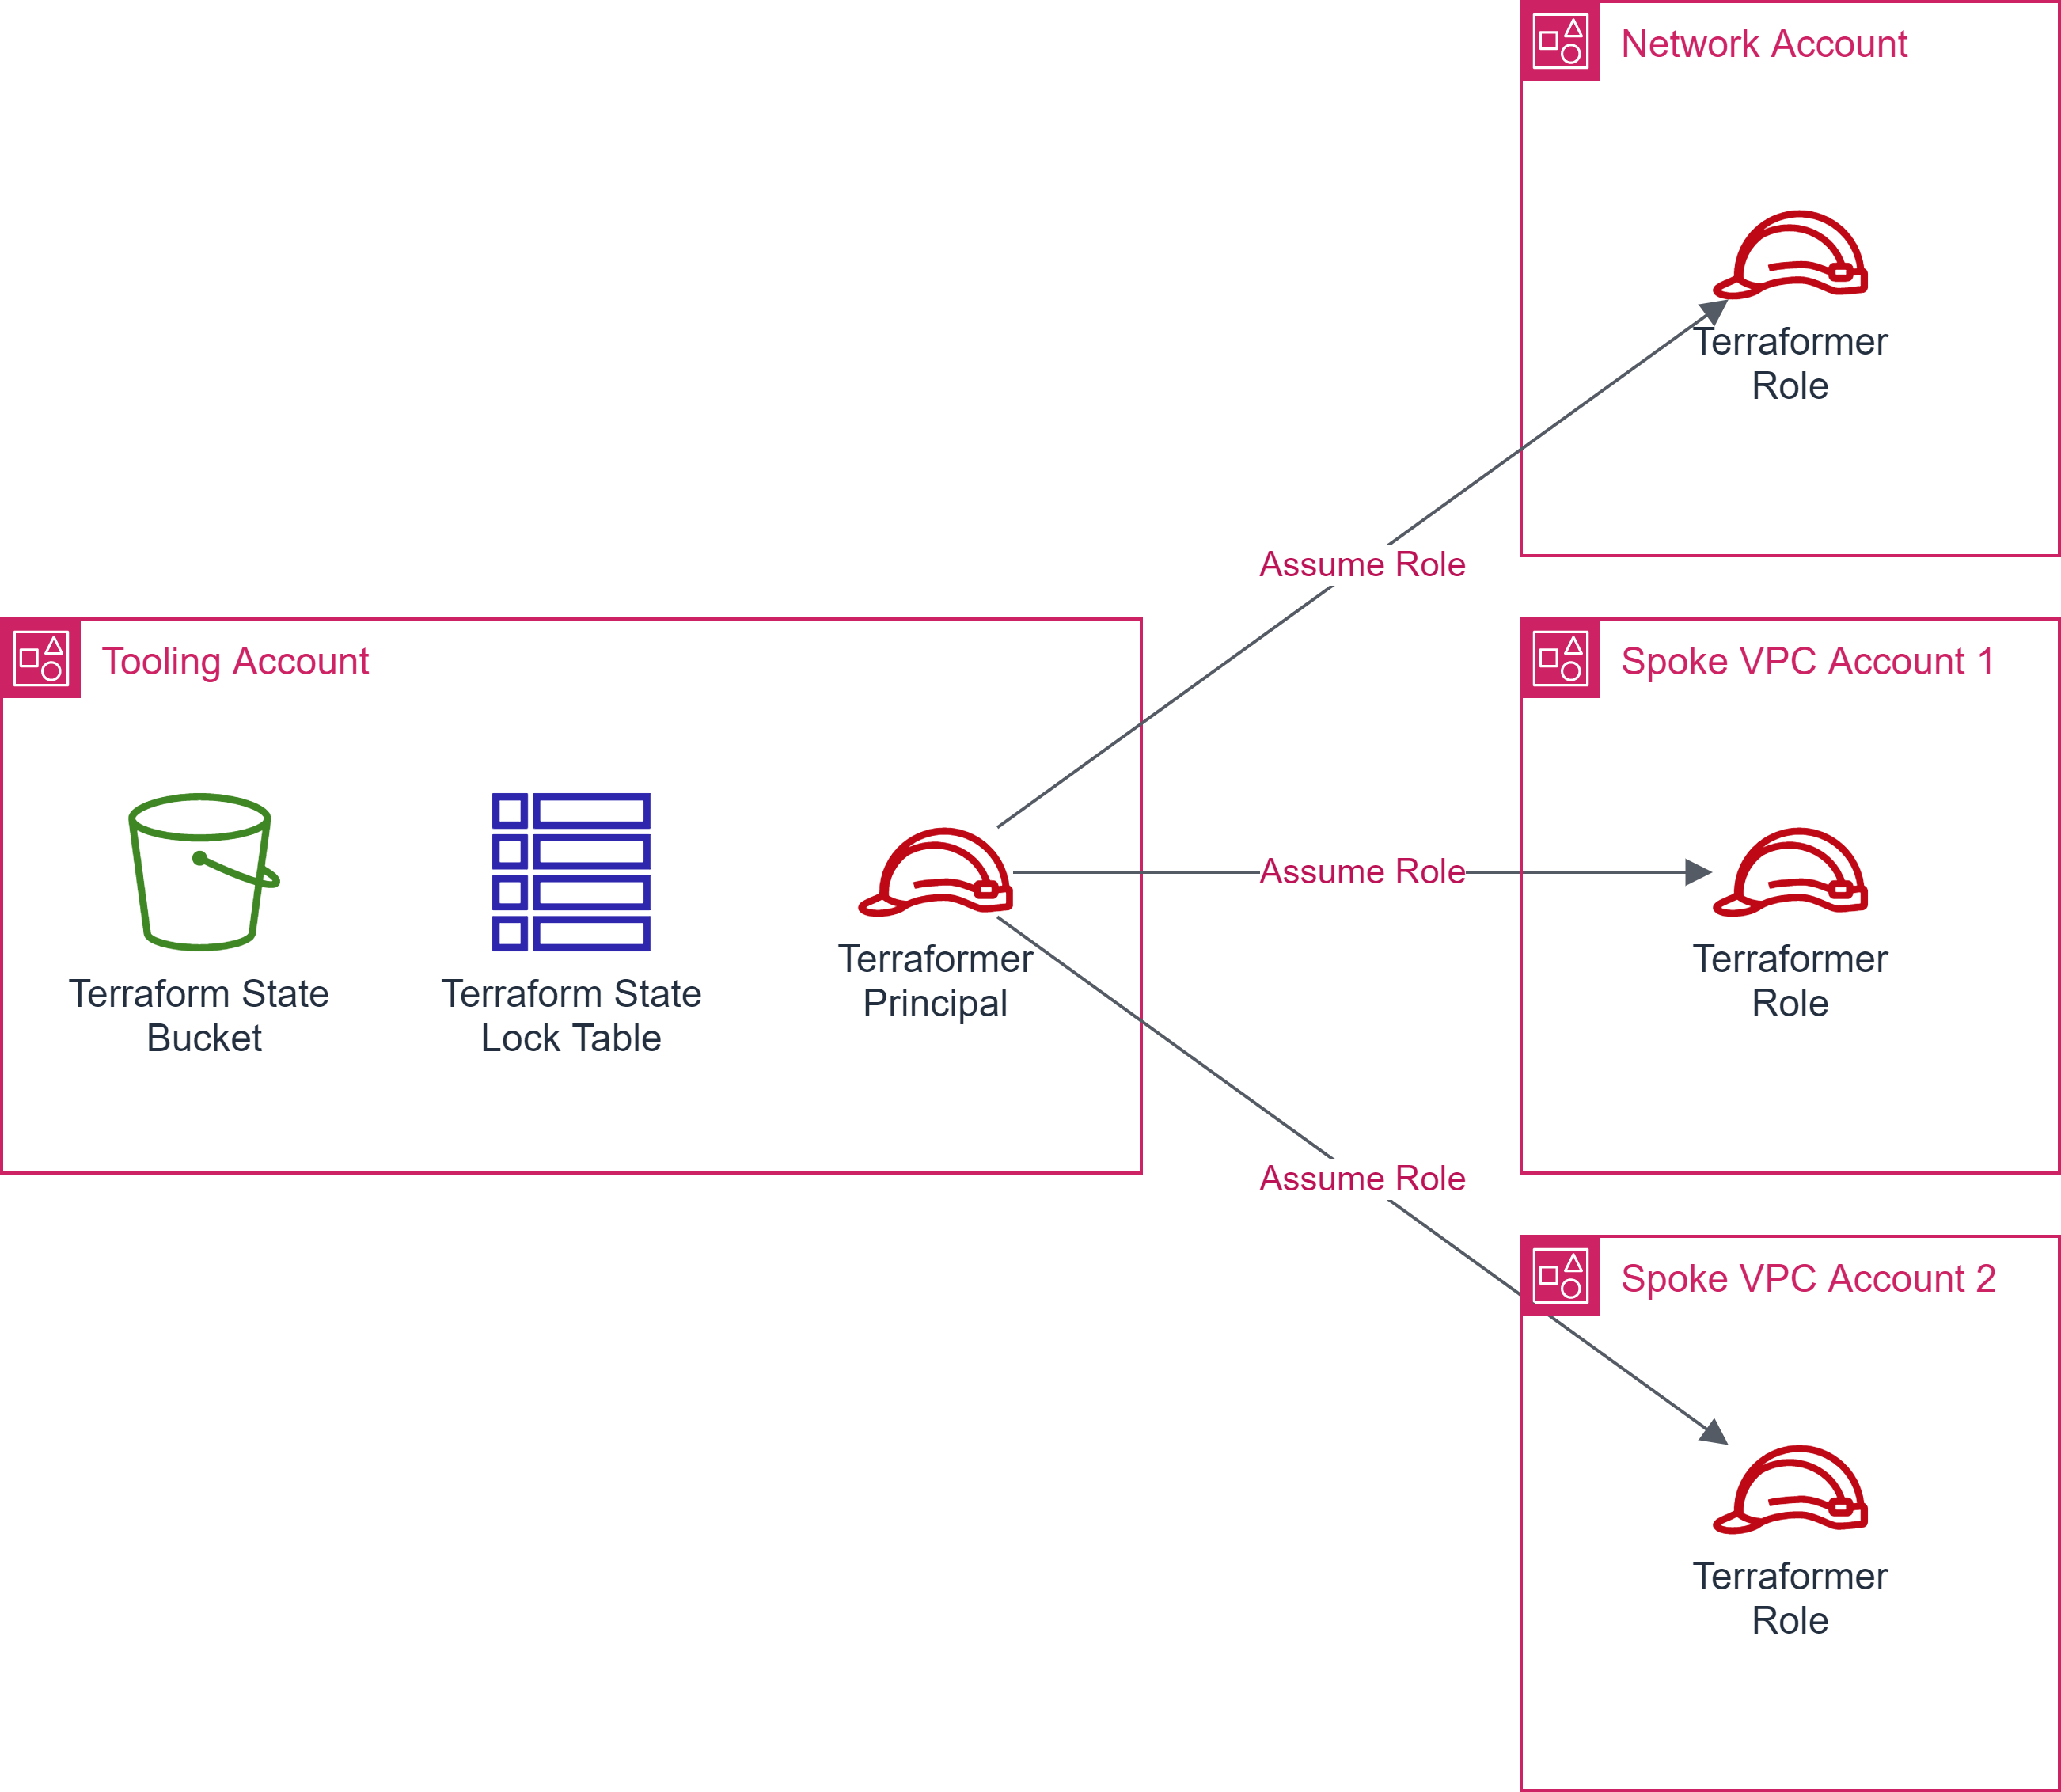 Network Account
Terraformer
Role
Assume Role
Tooling Account
Terraform State
Bucket
Terraform State
Lock Table
Terraformer
Principal
Assume Role
Spoke VPC Account 1
Terraformer
Role
Assume Role
Spoke VPC Account 2
Terraformer
Role